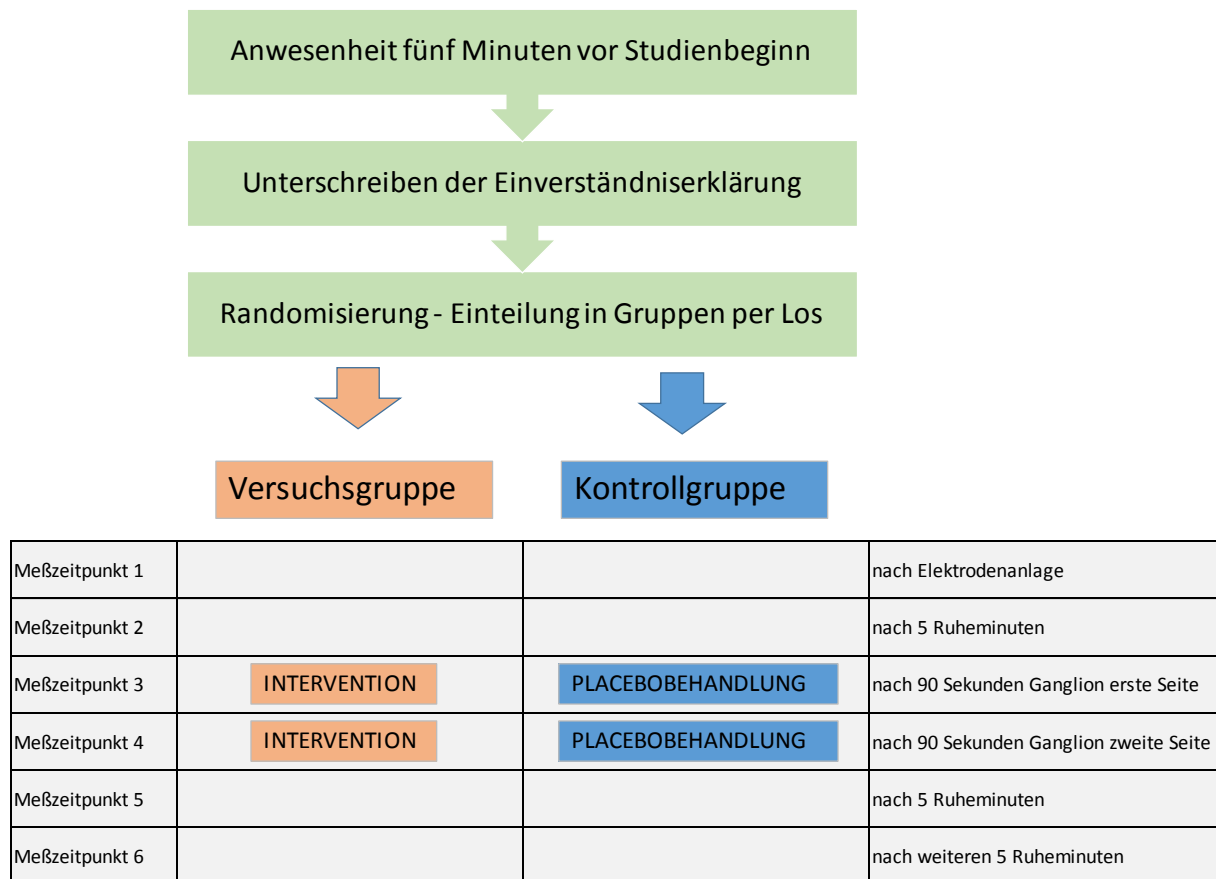 Anwesenheit fünf Minuten vor Studienbeginn
Unterschreiben der Einverständniserklärung
Randomisierung - Einteilung in Gruppen per Los
Versuchsgruppe Kontrollgruppe
Meßzeitpunkt 1 nach Elektrodenanlage
Meßzeitpunkt 2 nach 5 Ruheminuten
Meßzeitpunkt 3 INTERVENTION PLACEBOBEHANDLUNG nach 90 Sekunden Ganglion erste Seite
Meßzeitpunkt 4 INTERVENTION PLACEBOBEHANDLUNG nach 90 Sekunden Ganglion zweite Seite
Meßzeitpunkt 5 nach 5 Ruheminuten
Meßzeitpunkt 6 nach weiteren 5 Ruheminuten